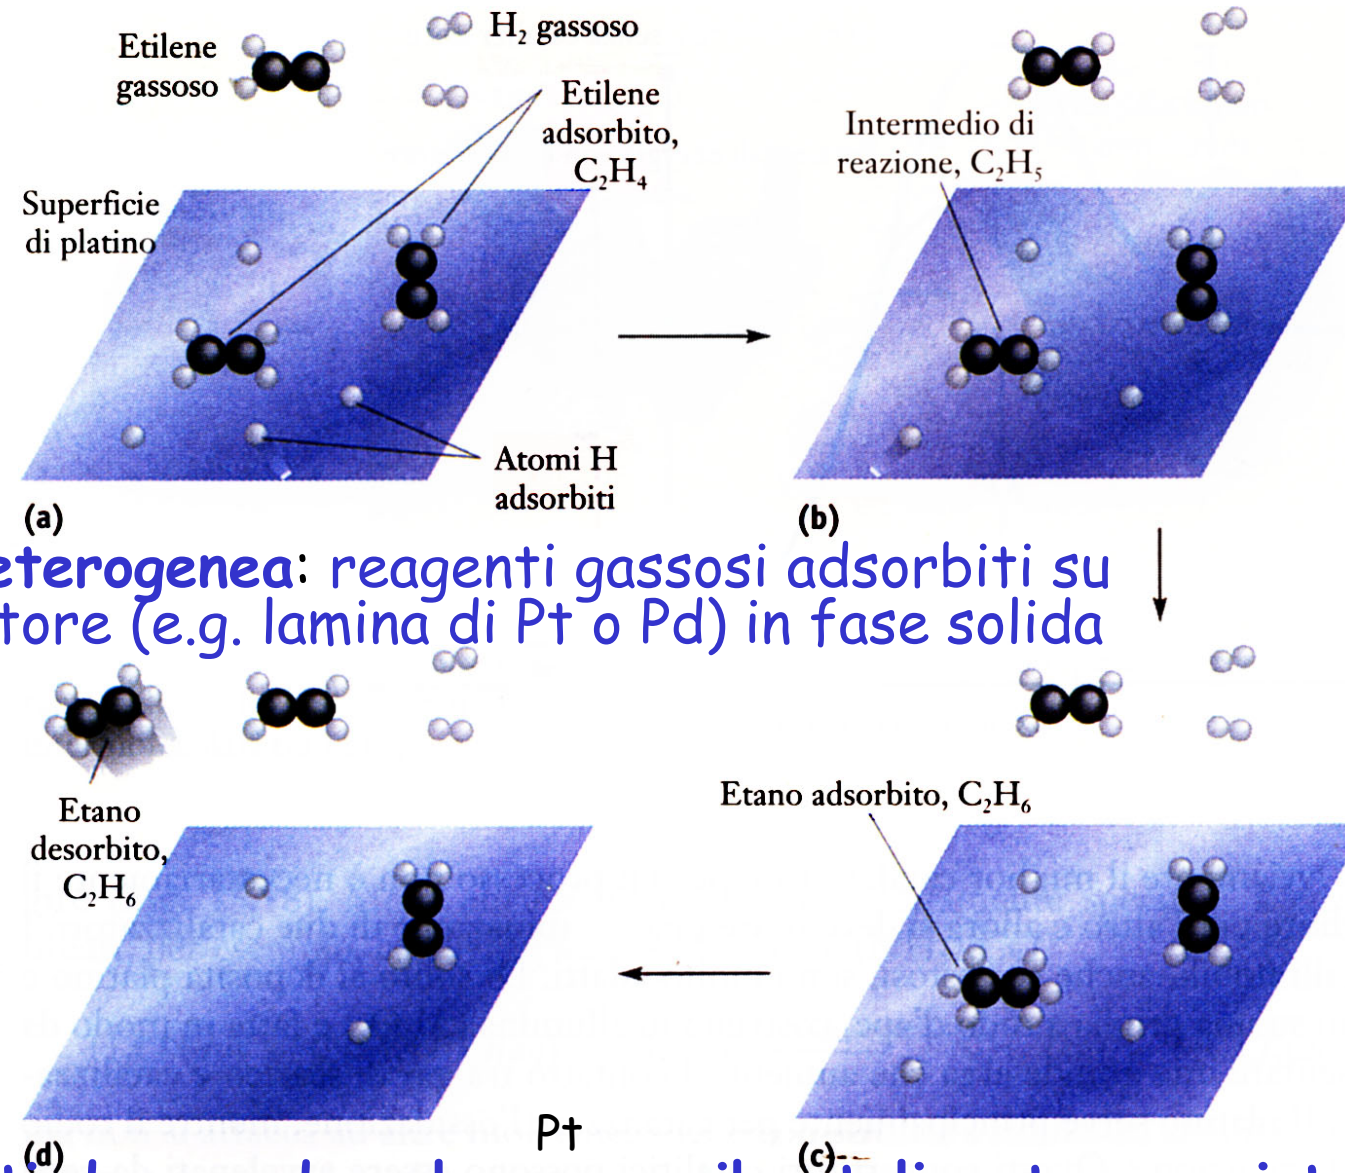 Etilene
gassoso
H₂ gassoso
Etilene
adsorbito,
C₂H₄
Superficie
di platino
Atomi H
adsorbiti
(a)
Intermedio di
reazione, C₂H₅
(b)
eterogenea: reagenti gassosi adsorbiti su
tore (e.g. lamina di Pt o Pd) in fase solida
Etano
desorbito,
C₂H₆
Etano adsorbito, C₂H₆
Pt
(d)
(c)